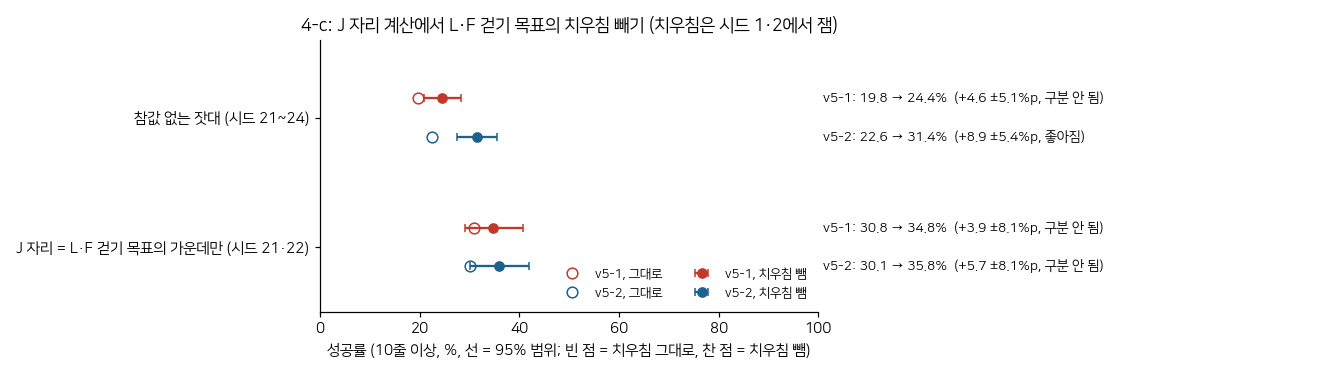 4-c: J 자리 계산에서 L·F 걷기 목표의 치우침 빼기 (치우침은 시드 1·2에서 잼)
참값 없는 잣대 (시드 21~24)
v5-1: 19.8 → 24.4% (+4.6 ±5.1%p, 구분 안 됨)
v5-2: 22.6 → 31.4% (+8.9 ±5.4%p, 좋아짐)
J 자리 = L·F 걷기 목표의 가운데만 (시드 21·22)
v5-1: 30.8 → 34.8% (+3.9 ±8.1%p, 구분 안 됨)
v5-2: 30.1 → 35.8% (+5.7 ±8.1%p, 구분 안 됨)
v5-1, 그대로
v5-2, 그대로
v5-1, 치우침 뺌
v5-2, 치우침 뺌
0 20 40 60 80 100
성공률 (10줄 이상, %, 선 = 95% 범위; 빈 점 = 치우침 그대로, 찬 점 = 치우침 뺌)